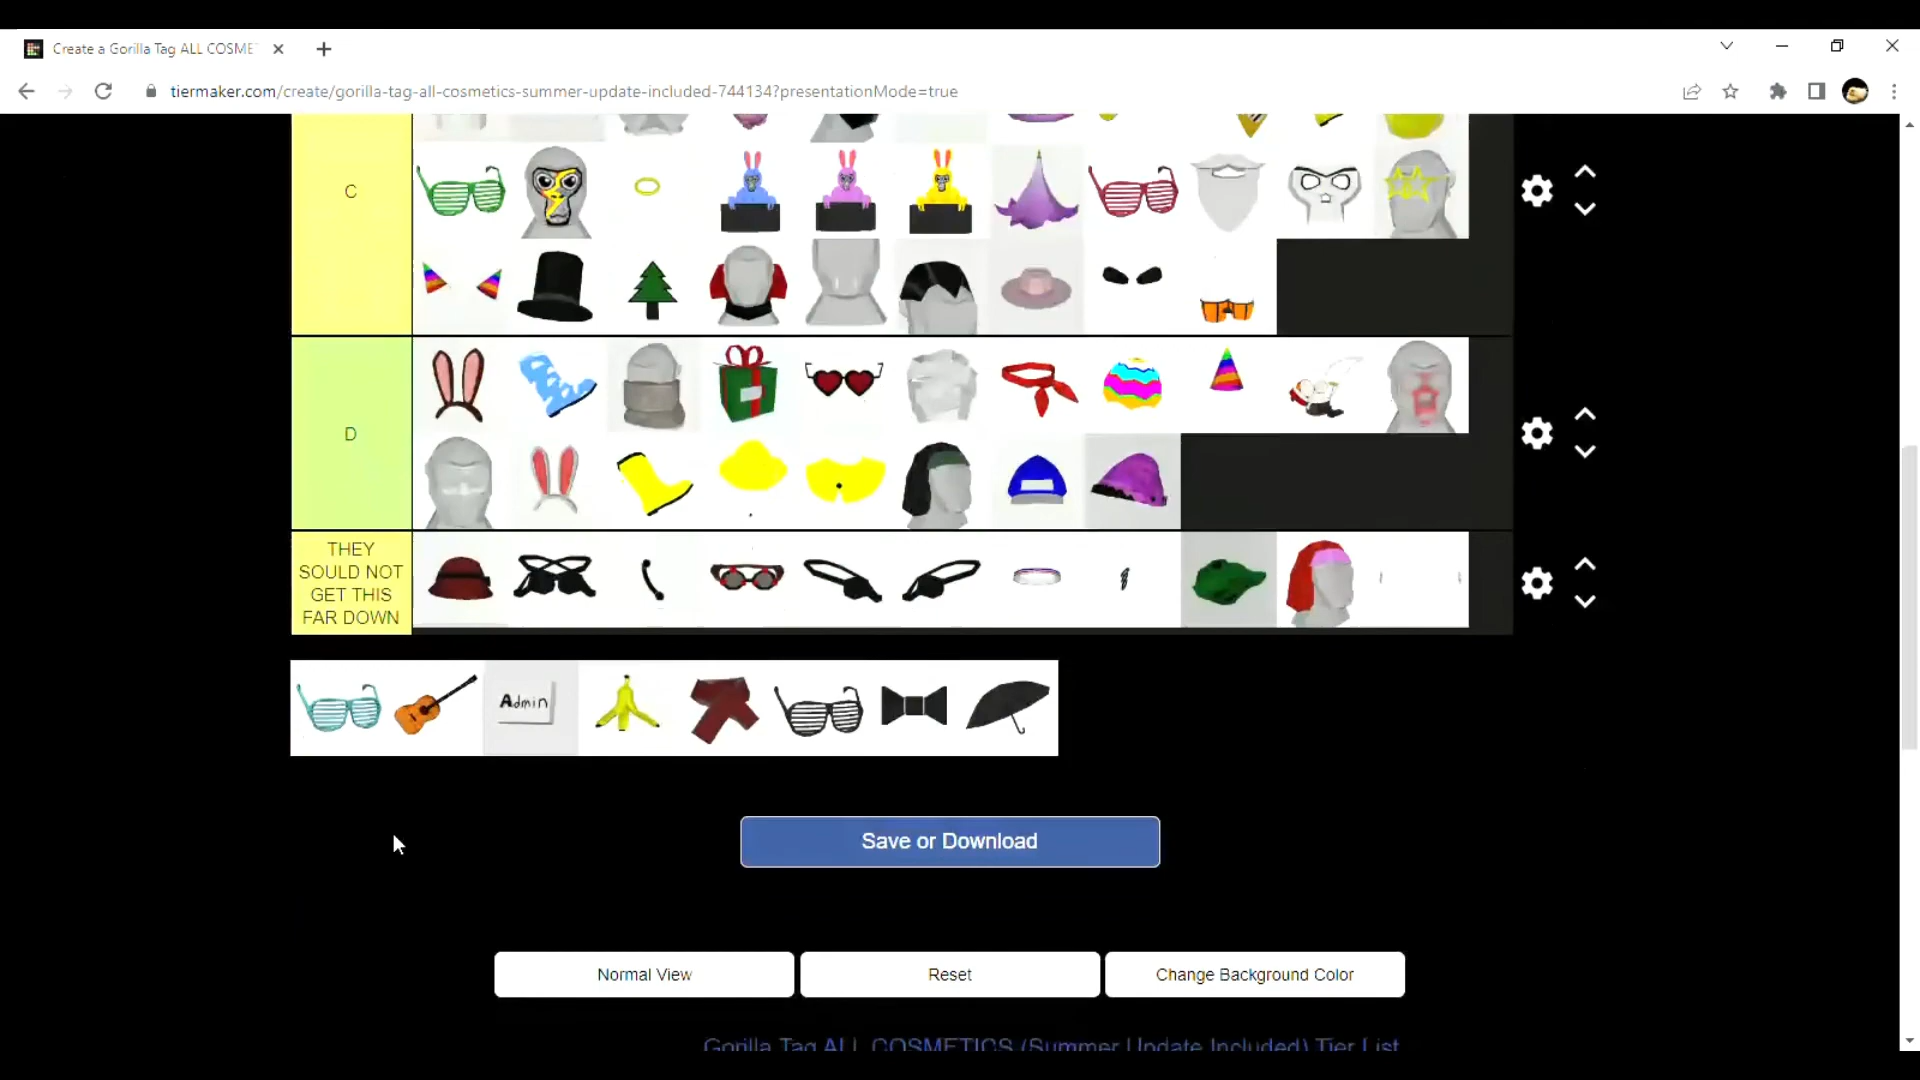 Create a Gorilla Tag ALL COSME
tiermaker.com/create/gorilla-tag-all-cosmetics-summer-update-included-744134?presentationMode=true
C
D
THEY
SOULD NOT
GET THIS
FAR DOWN
Admin
Save or Download
Normal View
Reset
Change Background Color
Gorilla Tag ALL COSMETICS (Summer Update Included) Tier List